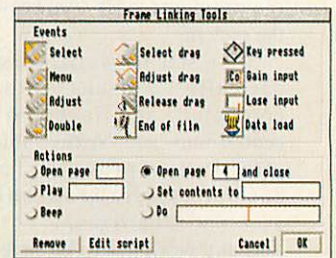 Frame Linking Tools
Events
Select Select drag Key pressed
Menu Adjust drag Co Gain input
Adjust Release drag Lose input
Double End of film Data load
Actions
Open page Open page 4 and close
Play Set contents to
Beep Do
Remove Edit script Cancel OK